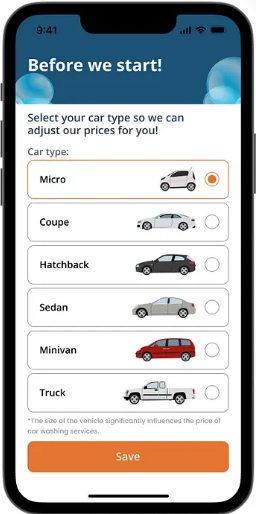 9:41
Before we start!
Select your car type so we can
adjust our prices for you!
Car type:
Micro
Coupe
Hatchback
Sedan
Minivan
Truck
*The size of the vehicle significantly influences the price of
car washing services.
Save